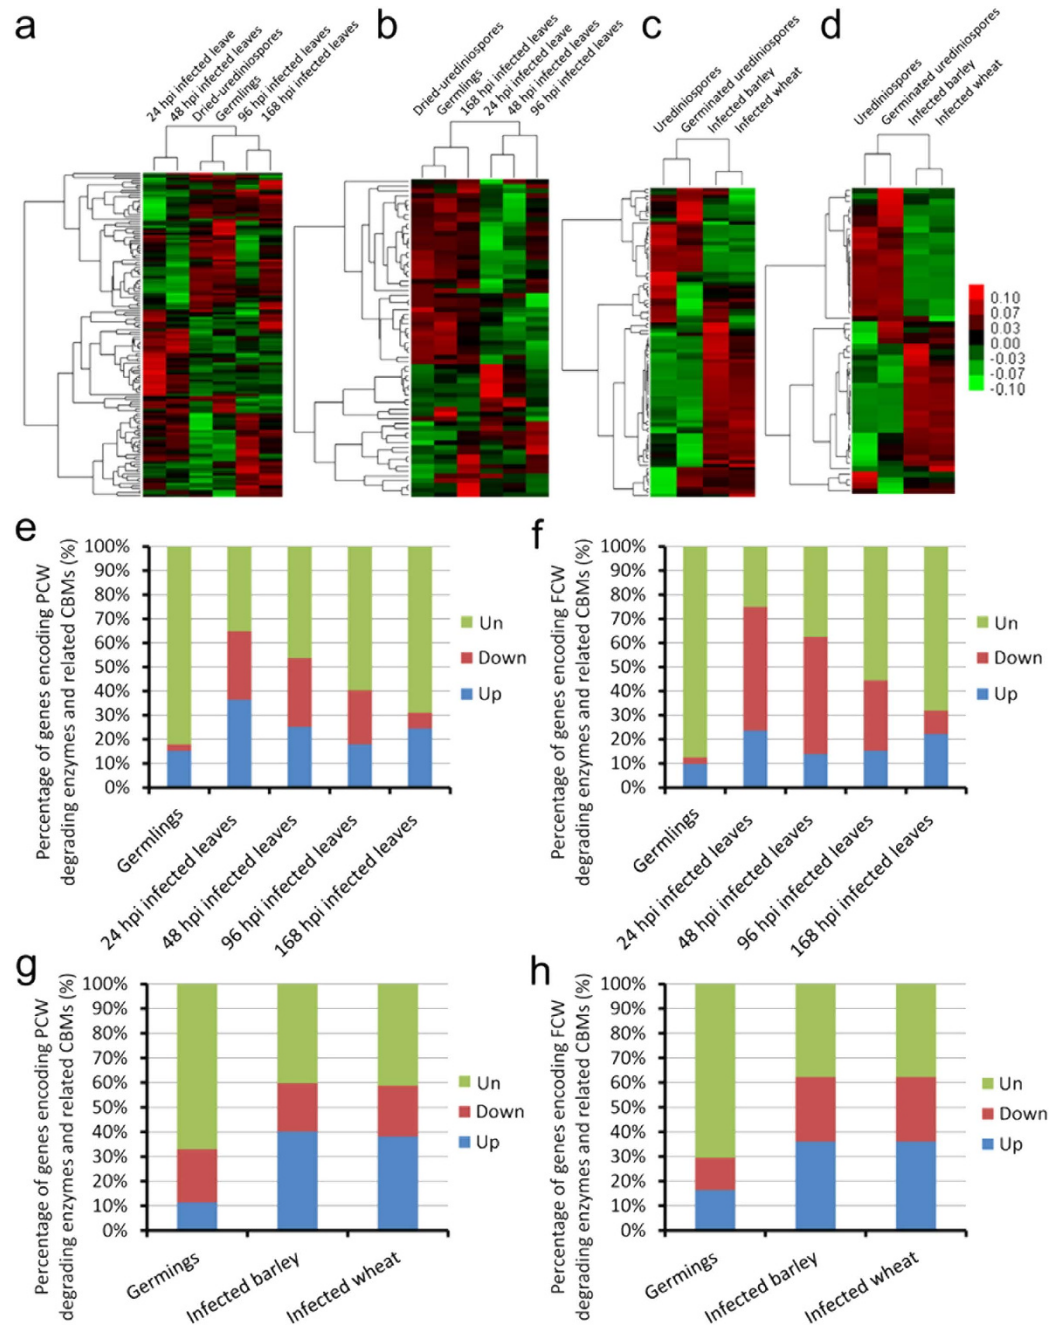 a
24 hpi infected leave
48 hpi infected leaves
Dried-urediniospores
Germlings
96 hpi infected leaves
168 hpi infected leaves
b
Dried-urediniospores
Germlings
168 hpi infected leaves
24 hpi infected leave
48 hpi infected leaves
96 hpi infected leaves
c
Urediniospores
Germinated urediniospores
Infected barley
Infected wheat
d
Urediniospores
Germinated urediniospores
Infected barley
Infected wheat
0.10
0.07
0.03
0.00
-0.03
-0.07
-0.10
e
Percentage of genes encoding PCW
degrading enzymes and related CBMs (%)
100%
90%
80%
70%
60%
50%
40%
30%
20%
10%
0%
Un
Down
Up
Germlings
24 hpi infected leaves
48 hpi infected leaves
96 hpi infected leaves
168 hpi infected leaves
f
Percentage of genes encoding FCW
degrading enzymes and related CBMs (%)
100%
90%
80%
70%
60%
50%
40%
30%
20%
10%
0%
Un
Down
Up
Germlings
24 hpi infected leaves
48 hpi infected leaves
96 hpi infected leaves
168 hpi infected leaves
g
Percentage of genes encoding PCW
degrading enzymes and related CBMs (%)
100%
90%
80%
70%
60%
50%
40%
30%
20%
10%
0%
Un
Down
Up
Germings
Infected barley
Infected wheat
h
Percentage of genes encoding FCW
degrading enzymes and related CBMs (%)
100%
90%
80%
70%
60%
50%
40%
30%
20%
10%
0%
Un
Down
Up
Germings
Infected barley
Infected wheat